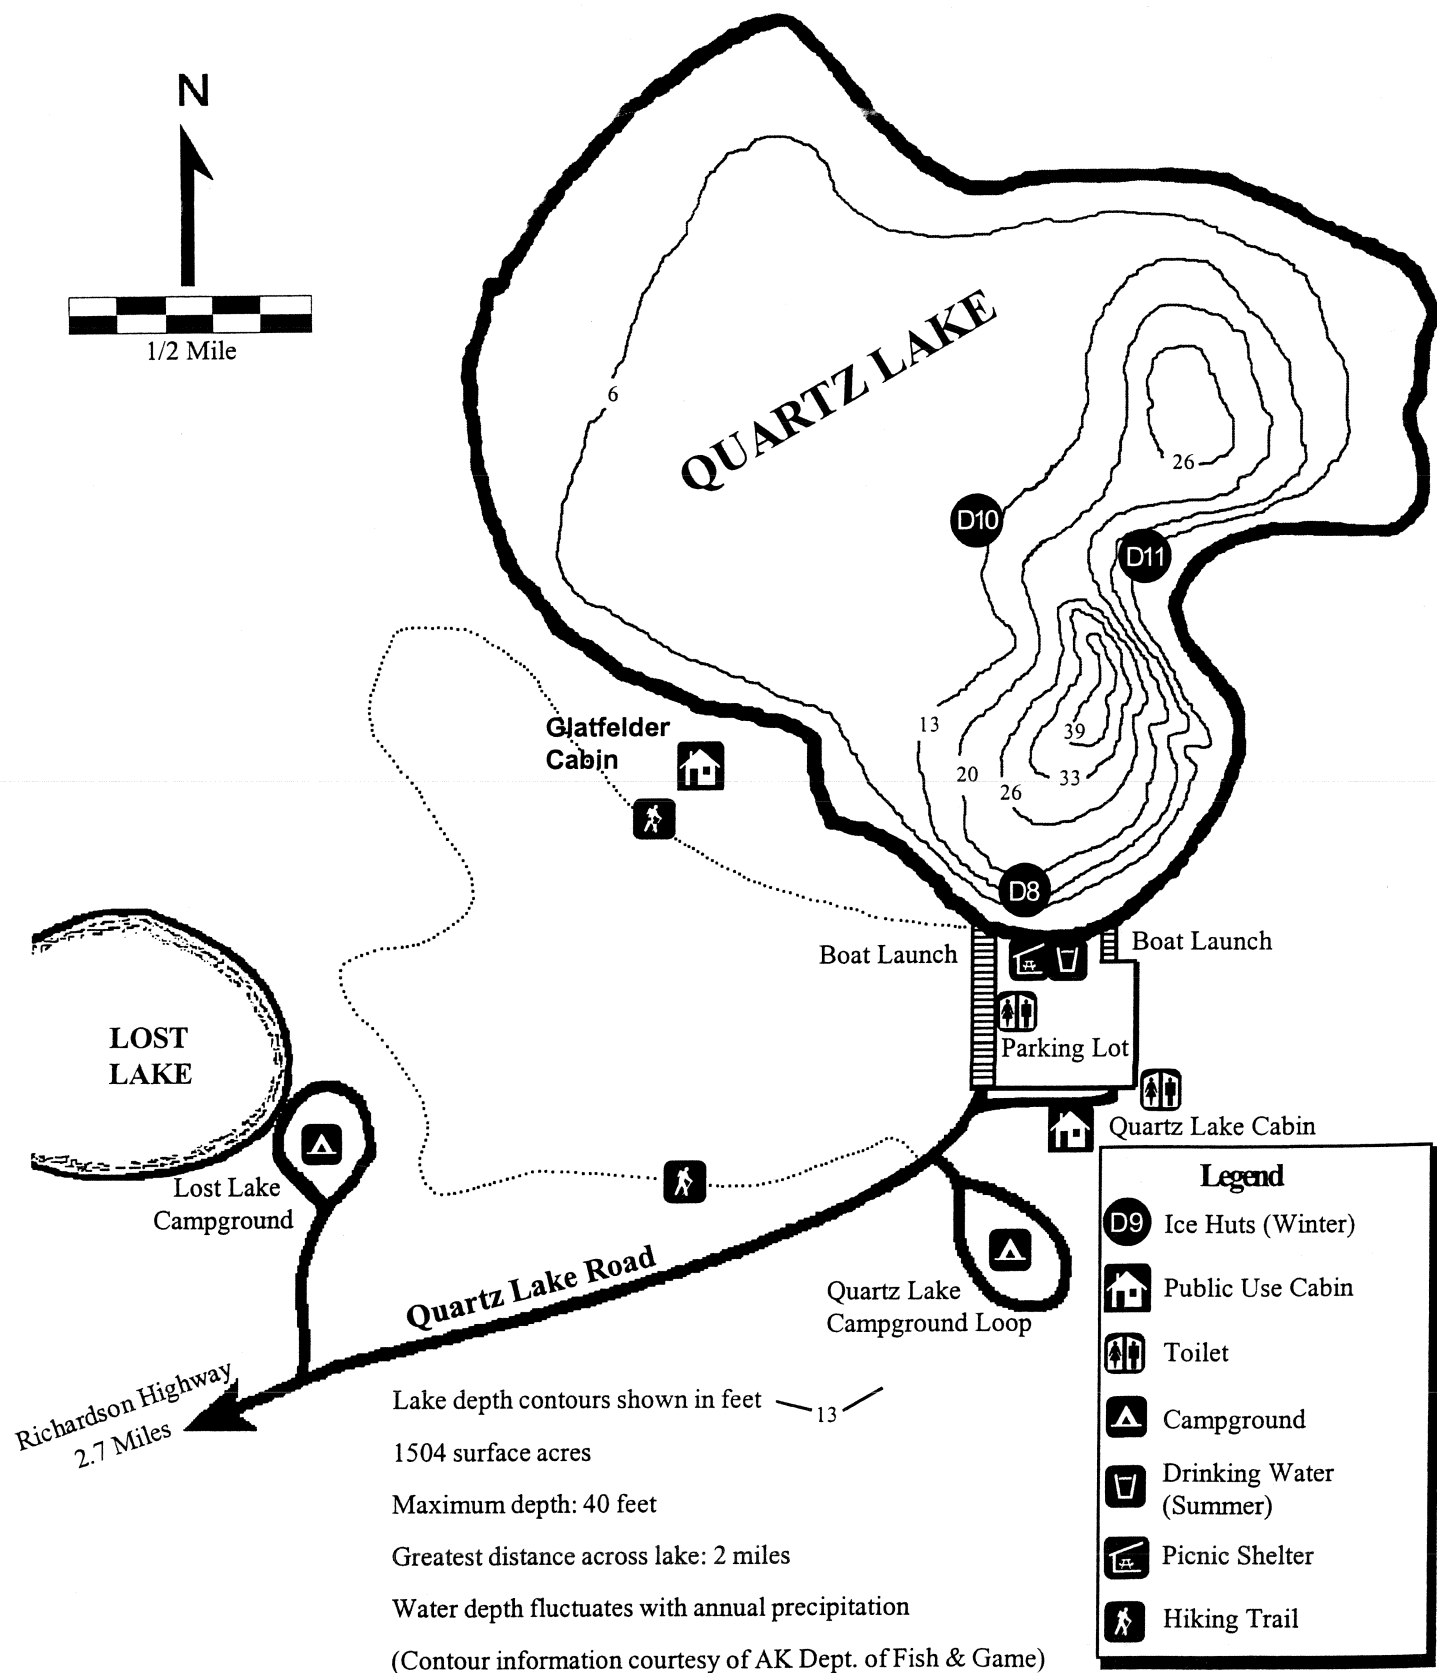 N
1/2 Mile
QUARTZ LAKE
6
26
D10
D11
13
39
20
33
26
D8
Glatfelder
Cabin
Boat Launch
Boat Launch
Parking Lot
LOST
LAKE
Quartz Lake Cabin
Lost Lake
Campground
Quartz Lake Road
Quartz Lake
Campground Loop
Richardson Highway
2.7 Miles
Legend
D9 Ice Huts (Winter)
Public Use Cabin
Toilet
Campground
Drinking Water
(Summer)
Picnic Shelter
Hiking Trail
Lake depth contours shown in feet 13
1504 surface acres
Maximum depth: 40 feet
Greatest distance across lake: 2 miles
Water depth fluctuates with annual precipitation
(Contour information courtesy of AK Dept. of Fish & Game)